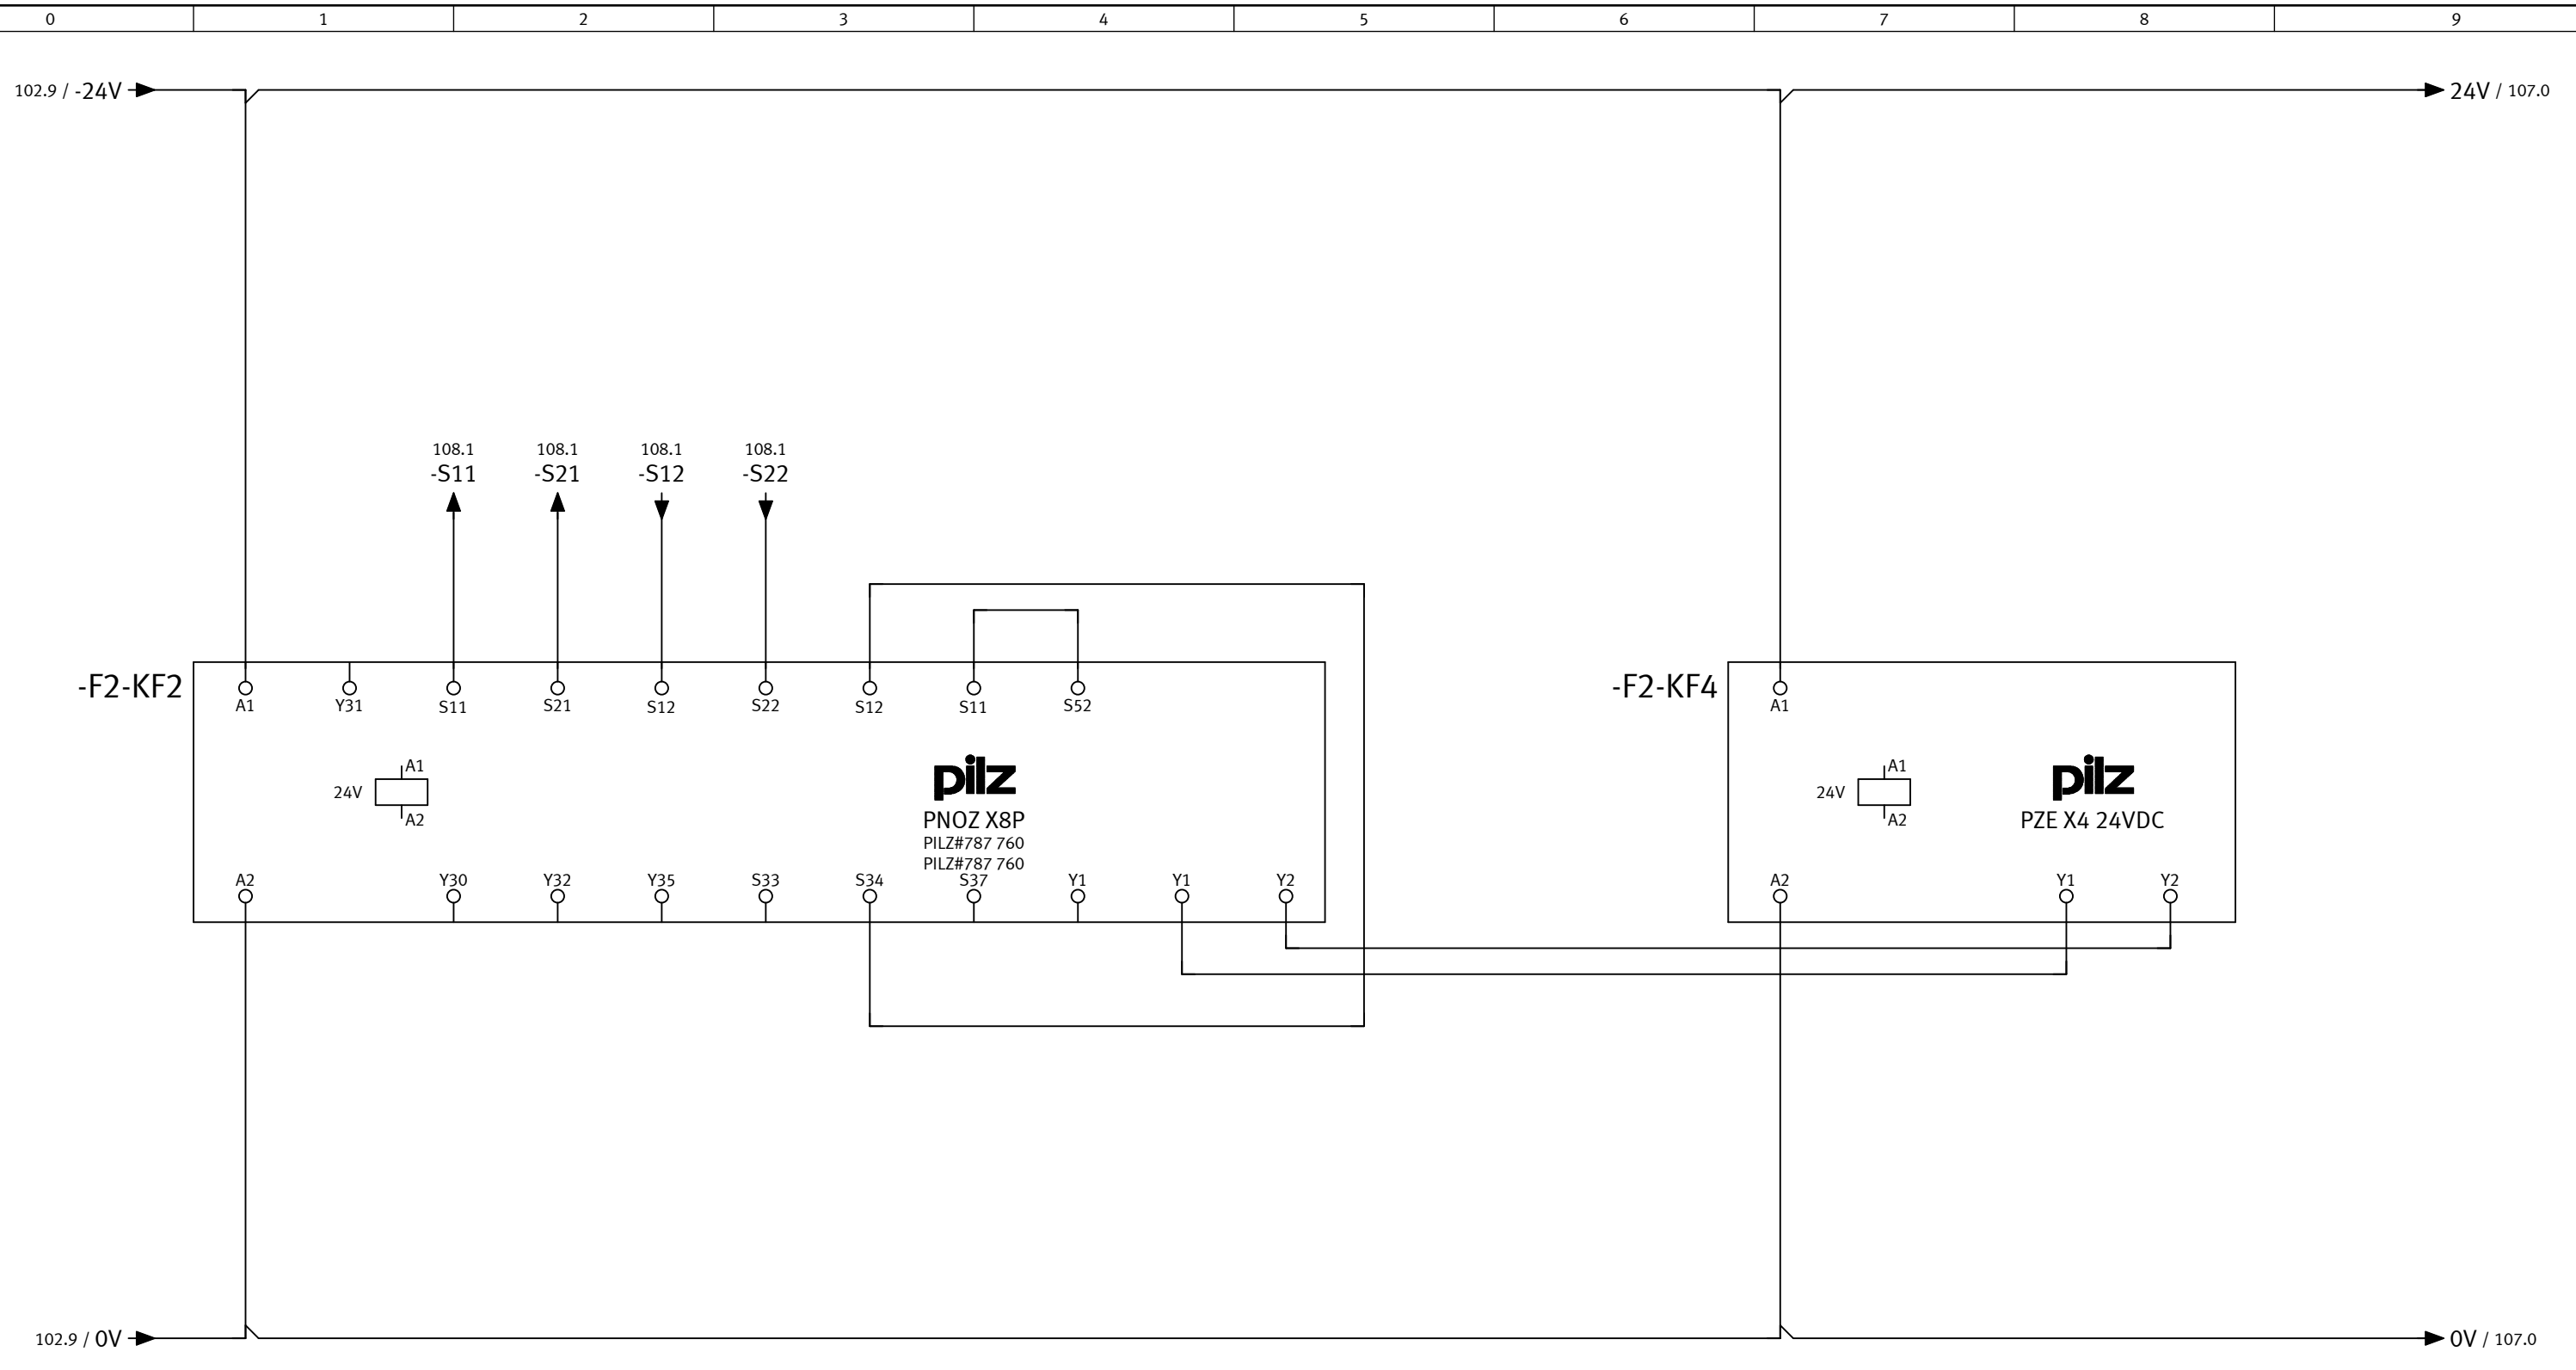 0 1 2 3 4 5 6 7 8 9
102.9 / -24V 24V / 107.0
108.1 108.1 108.1 108.1
-S11 -S21 -S12 -S22
-F2-KF2 -F2-KF4
A1 Y31 S11 S21 S12 S22 S12 S11 S52 A1
A1 pilz A1 pilz
24V 24V
A2 PNOZ X8P A2 PZE X4 24VDC
PILZ#787 760
PILZ#787 760
A2 Y30 Y32 Y35 S33 S34 S37 Y1 Y1 Y2 A2 Y1 Y2
102.9 / 0V 0V / 107.0